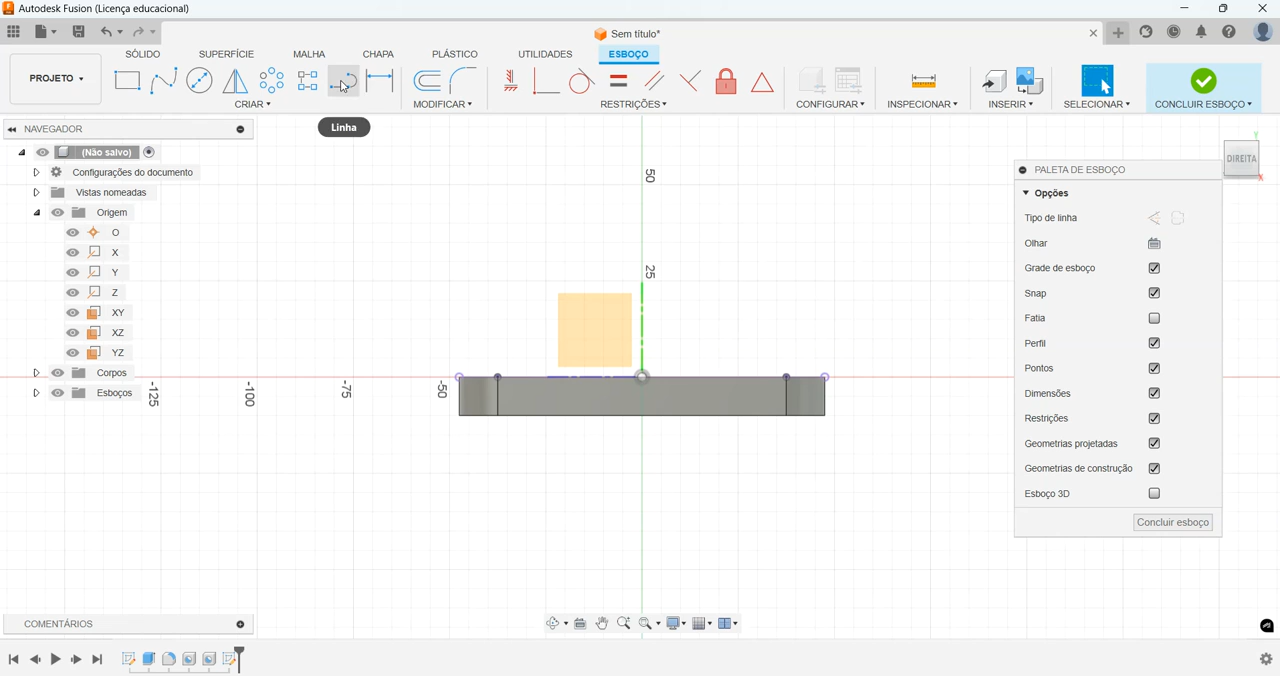 Autodesk Fusion (Licença educacional)
Sem título*
SÓLIDO SUPERFÍCIE MALHA CHAPA PLÁSTICO UTILIDADES ESBOÇO
PROJETO
CRIAR MODIFICAR RESTRIÇÕES CONFIGURAR INSPECIONAR INSERIR SELECIONAR CONCLUIR ESBOÇO
Linha
NAVEGADOR
(Não salvo)
Configurações do documento
Vistas nomeadas
Origem
O
X
Y
Z
XY
XZ
YZ
Corpos
Esboços
50
25
-125
-100
-75
-50
Y
DIREITA
X
PALETA DE ESBOÇO
Opções
Tipo de linha
Olhar
Grade de esboço
Snap
Fatia
Perfil
Pontos
Dimensões
Restrições
Geometrias projetadas
Geometrias de construção
Esboço 3D
Concluir esboço
COMENTÁRIOS